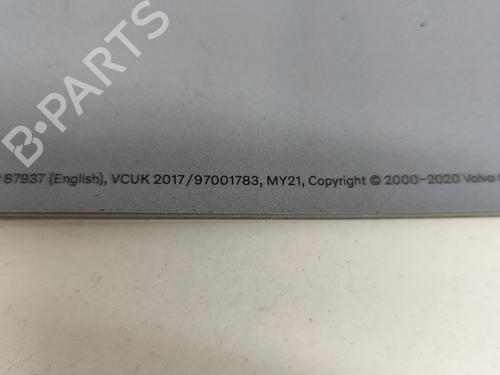 B-PARTS
87937 (English), VCUK 2017/97001783, MY21, Copyright © 2000-2020 Volvo